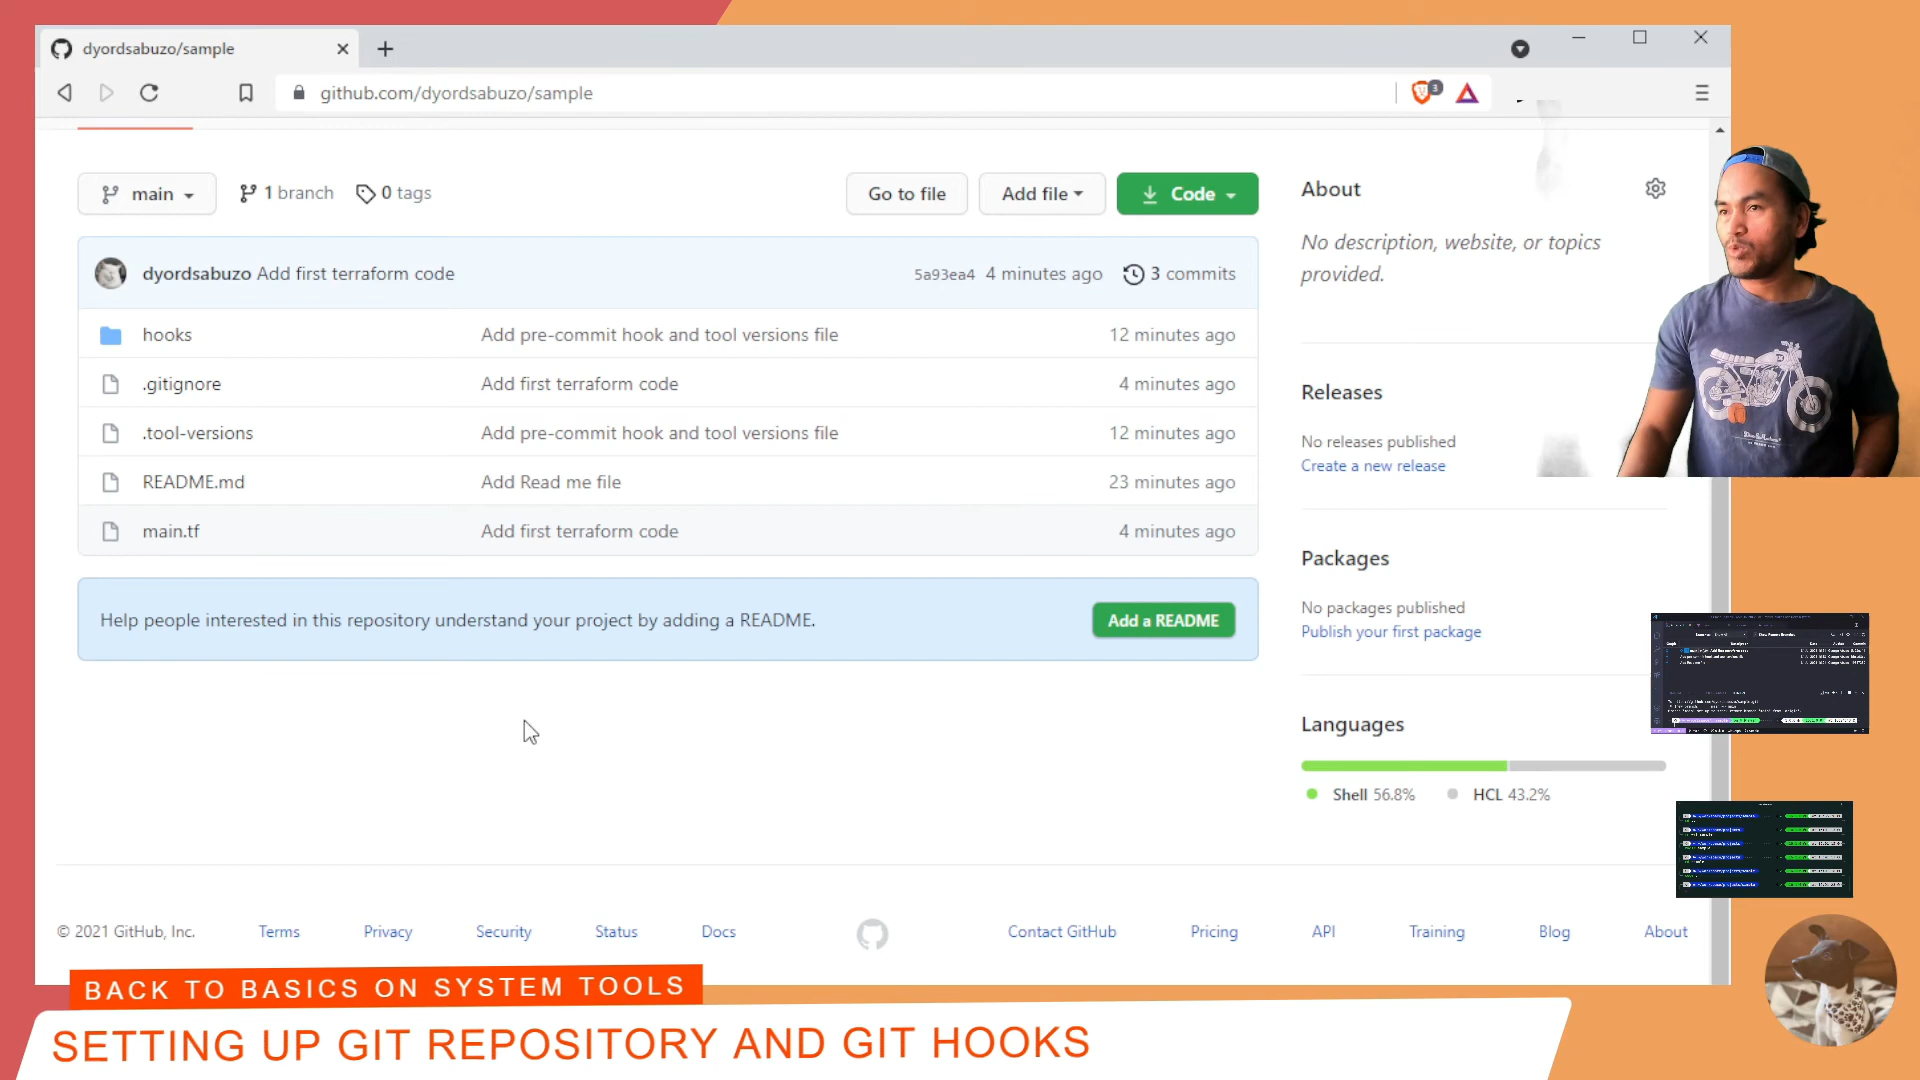 dyordsabuzo/sample
github.com/dyordsabuzo/sample
3
main
1 branch
0 tags
Go to file
Add file
Code
About
No description, website, or topics
provided.
dyordsabuzo Add first terraform code
5a93ea4 4 minutes ago
3 commits
hooks
Add pre-commit hook and tool versions file
12 minutes ago
.gitignore
Add first terraform code
4 minutes ago
.tool-versions
Add pre-commit hook and tool versions file
12 minutes ago
README.md
Add Read me file
23 minutes ago
main.tf
Add first terraform code
4 minutes ago
Help people interested in this repository understand your project by adding a README.
Add a README
Releases
No releases published
Create a new release
Packages
No packages published
Publish your first package
Languages
Shell 56.8%
HCL 43.2%
© 2021 GitHub, Inc.
Terms
Privacy
Security
Status
Docs
Contact GitHub
Pricing
API
Training
Blog
About
BACK TO BASICS ON SYSTEM TOOLS
SETTING UP GIT REPOSITORY AND GIT HOOKS